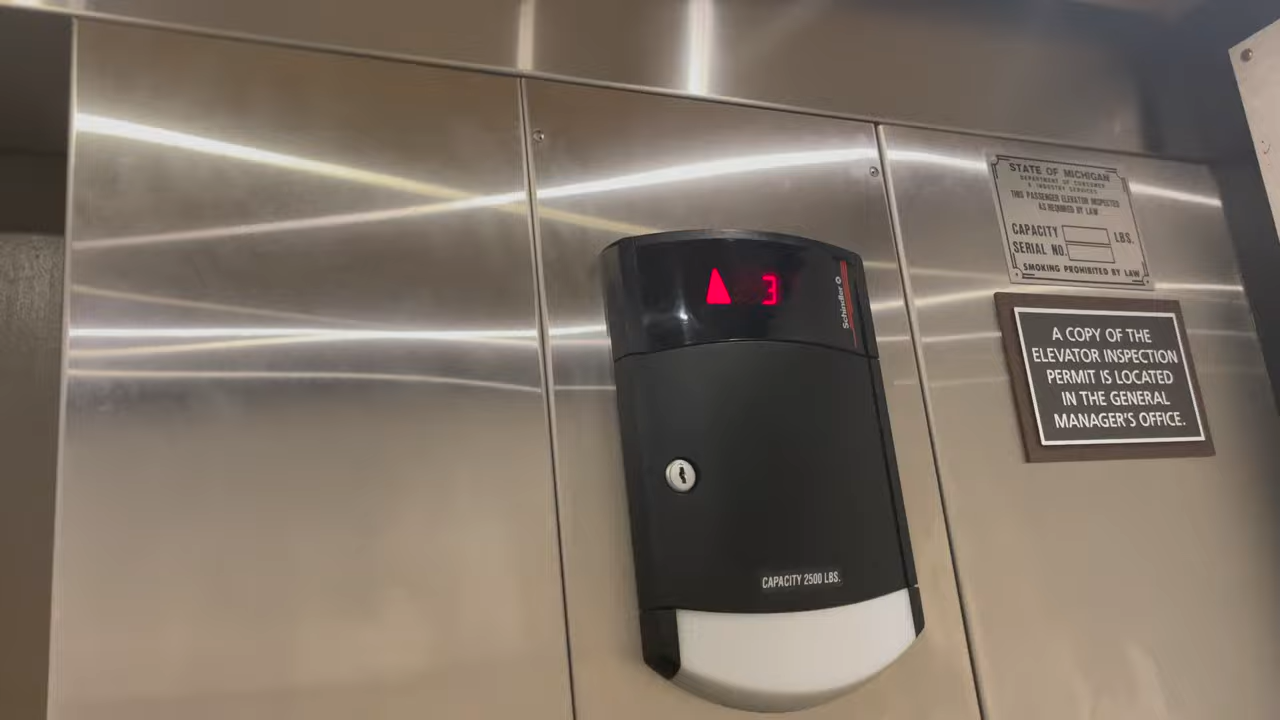 3
Schindler
CAPACITY 2500 LBS.
STATE OF MICHIGAN
DEPARTMENT OF CONSUMER
& INDUSTRY SERVICES
THIS PASSENGER ELEVATOR INSPECTED
AS REQUIRED BY LAW
CAPACITY LBS.
SERIAL NO.
SMOKING PROHIBITED BY LAW
A COPY OF THE
ELEVATOR INSPECTION
PERMIT IS LOCATED
IN THE GENERAL
MANAGER'S OFFICE.